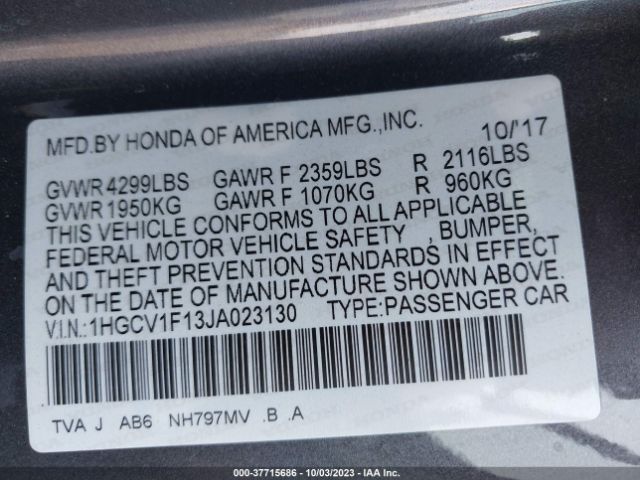 MFD.BY HONDA OF AMERICA MFG.,INC. 10/'17
GVWR 4299LBS GAWR F 2359LBS R 2116LBS
GVWR 1950KG GAWR F 1070KG R 960KG
THIS VEHICLE CONFORMS TO ALL APPLICABLE
FEDERAL MOTOR VEHICLE SAFETY , BUMPER,
AND THEFT PREVENTION STANDARDS IN EFFECT
ON THE DATE OF MANUFACTURE SHOWN ABOVE.
V.I.N.:1HGCV1F13JA023130 TYPE:PASSENGER CAR
TVA J AB6 NH797MV .B .A
000-37715686 - 10/03/2023 - IAA Inc.